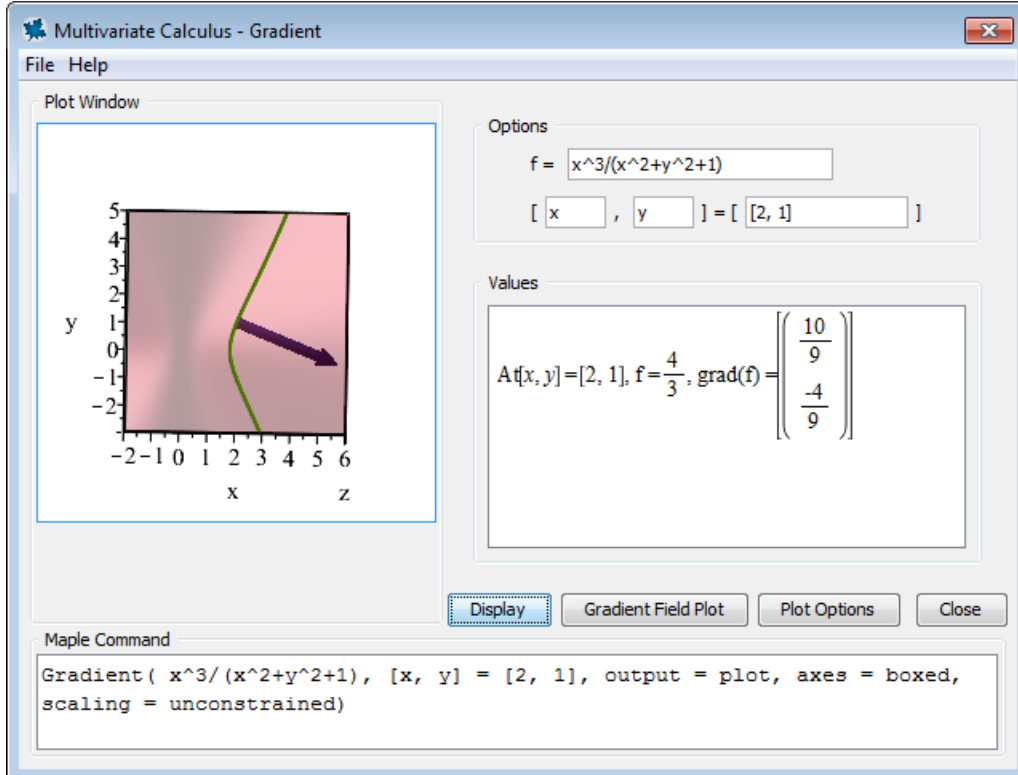 Multivariate Calculus - Gradient
File Help
Plot Window
5
4
3
2
1
0
-1
-2
y
-2 -1 0 1 2 3 4 5 6
x z
Options
f = x^3/(x^2+y^2+1)
[ x , y ] = [ [2, 1] ]
Values
At[x, y]=[2, 1], f=4/3, grad(f)=[(10/9
-4/9)]
Display Gradient Field Plot Plot Options Close
Maple Command
Gradient( x^3/(x^2+y^2+1), [x, y] = [2, 1], output = plot, axes = boxed,
scaling = unconstrained)